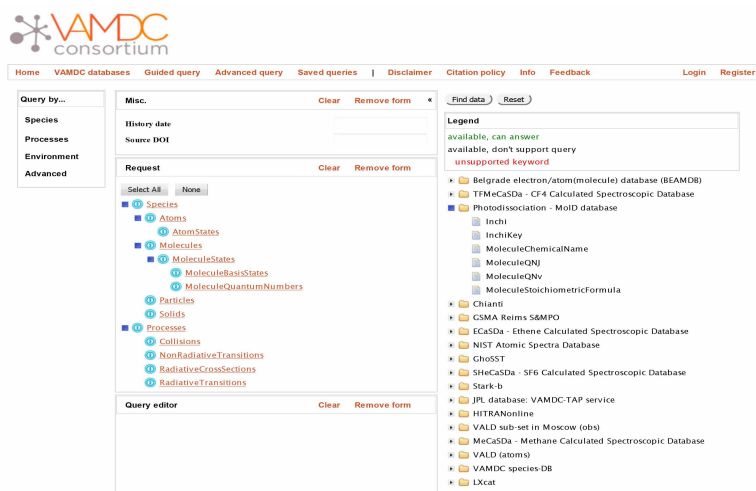 VAMDC
consortium
Home VAMDC databases Guided query Advanced query Saved queries | Disclaimer Citation policy Info Feedback Login Register
Query by...
Species
Processes
Environment
Advanced
Misc. Clear Remove form «
History date
Source DOI
Request Clear Remove form
Select All None
Species
Atoms
AtomStates
Molecules
MoleculeStates
MoleculeBasisStates
MoleculeQuantumNumbers
Particles
Solids
Processes
Collisions
NonRadiativeTransitions
RadiativeCrossSections
RadiativeTransitions
Query editor Clear Remove form
Find data Reset
Legend
available, can answer
available, don't support query
unsupported keyword
Belgrade electron/atom(molecule) database (BEAMDB)
TFMeCaSDa - CF4 Calculated Spectroscopic Database
Photodissociation - MolD database
Inchi
InchiKey
MoleculeChemicalName
MoleculeQNJ
MoleculeQNv
MoleculeStoichiometricFormula
Chianti
GSMA Reims S&MPO
ECaSDa - Ethene Calculated Spectroscopic Database
NIST Atomic Spectra Database
GhoSST
SHeCaSDa - SF6 Calculated Spectroscopic Database
Stark-b
JPL database: VAMDC-TAP service
HITRANonline
VALD sub-set in Moscow (obs)
MeCaSDa - Methane Calculated Spectroscopic Database
VALD (atoms)
VAMDC species-DB
LXcat